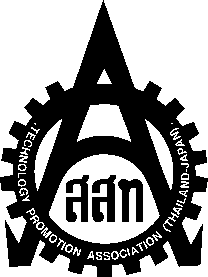 สสท
TECHNOLOGY PROMOTION ASSOCIATION (THAILAND-JAPAN)